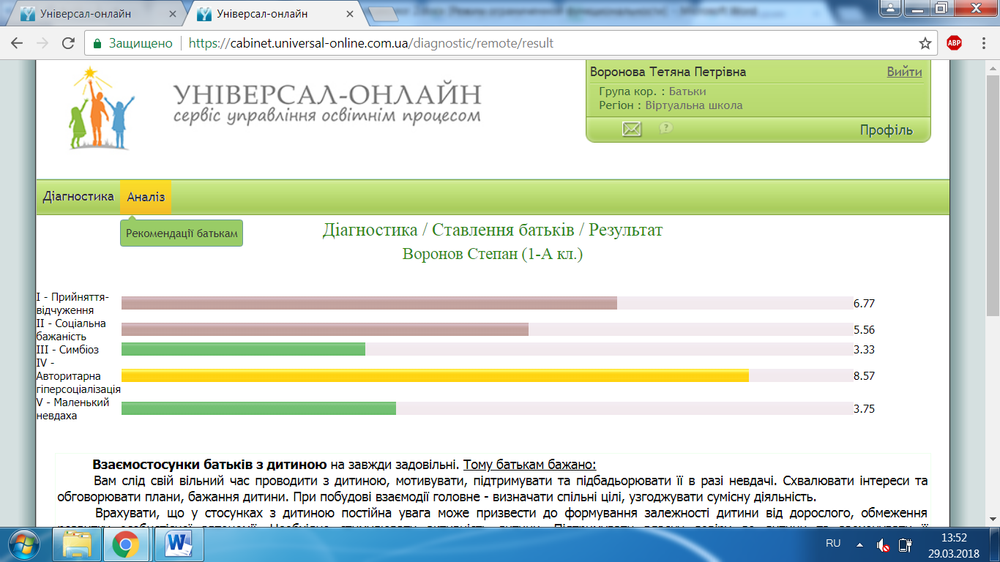 Універсал-онлайн
Універсал-онлайн
Защищено
https://cabinet.universal-online.com.ua/diagnostic/remote/result
ABP
УНІВЕРСАЛ-ОНЛАЙН
сервіс управління освітнім процесом
Воронова Тетяна Петрівна Вийти
Група кор. : Батьки
Регіон : Віртуальна школа
Профіль
Діагностика Аналіз
Рекомендації батькам
Діагностика / Ставлення батьків / Результат
Воронов Степан (1-А кл.)
I - Прийняття-
відчуження
6.77
II - Соціальна
бажаність
5.56
III - Симбіоз
3.33
IV -
Авторитарна
гіперсоціалізація
8.57
V - Маленький
невдаха
3.75
Взаємостосунки батьків з дитиною на завжди задовільні. Тому батькам бажано:
Вам слід свій вільний час проводити з дитиною, мотивувати, підтримувати та підбадьорювати її в разі невдачі. Схвалювати інтереси та
обговорювати плани, бажання дитини. При побудові взаємодії головне - визначати спільні цілі, узгоджувати сумісну діяльність.
Врахувати, що у стосунках з дитиною постійна увага може призвести до формування залежності дитини від дорослого, обмеження
RU
13:52
29.03.2018